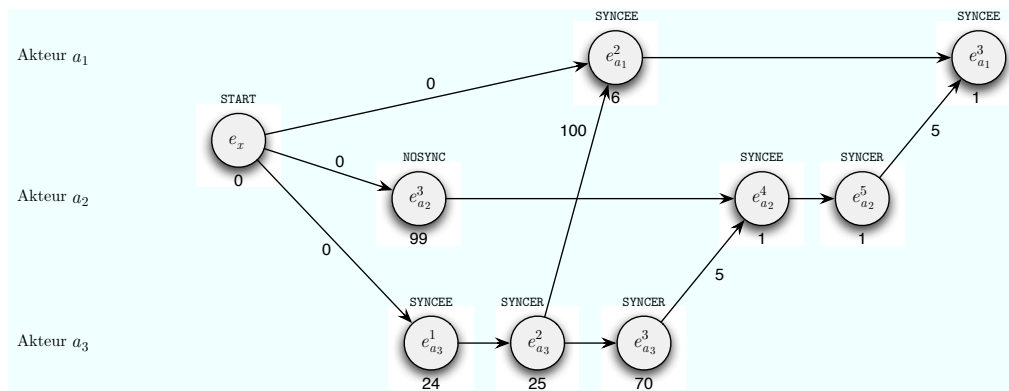 SYNCEE SYNCEE
Akteur a₁ e²ₐ₁ e³ₐ₁
0 6 1
START
eₓ 100 5
0
0 NOSYNC SYNCEE SYNCER
Akteur a₂ e³ₐ₂ e⁴ₐ₂ e⁵ₐ₂
99 1 1
0 5
SYNCEE SYNCER SYNCER
Akteur a₃ e¹ₐ₃ e²ₐ₃ e³ₐ₃
24 25 70